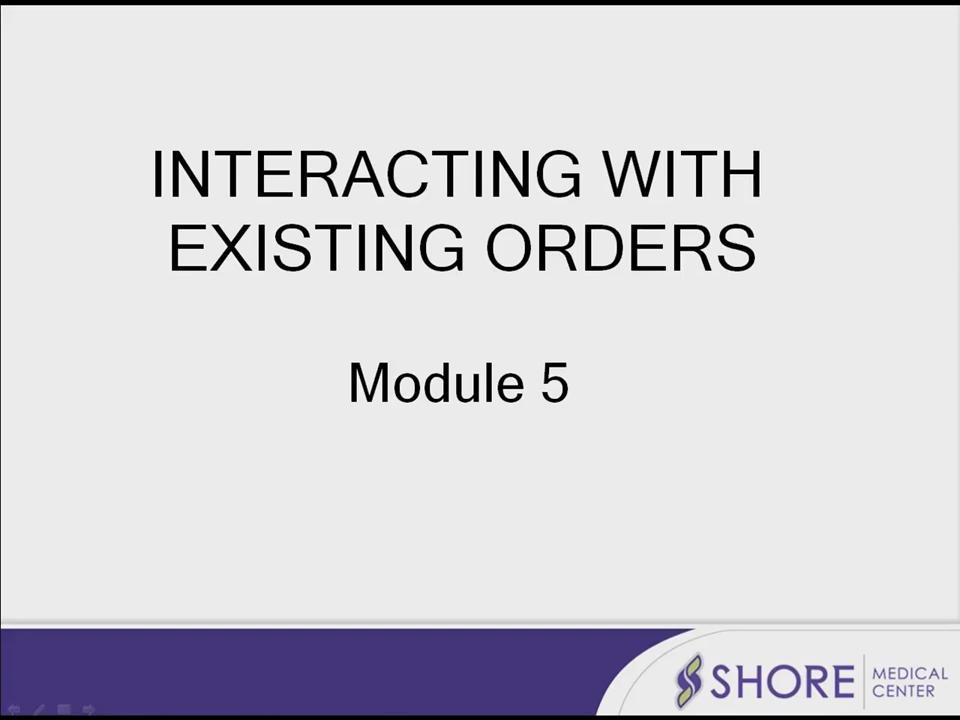 INTERACTING WITH
EXISTING ORDERS
Module 5
SHORE
MEDICAL
CENTER